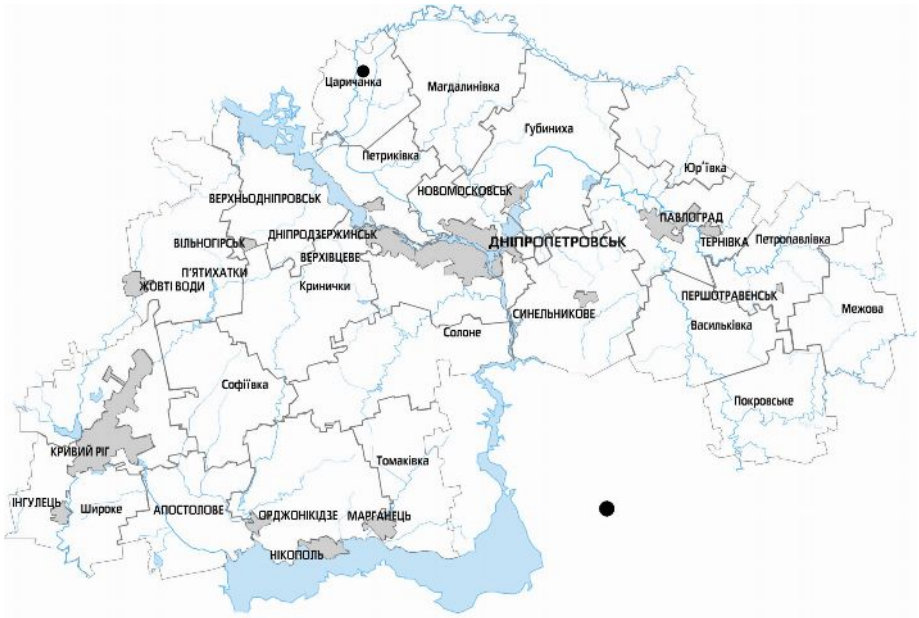 Царичанка
Магдалинівка
Губиниха
Петриківка
Юр'ївка
НОВОМОСКОВСЬК
ВЕРХНЬОДНІПРОВСЬК
ПАВЛОГРАД
ДНІПРОДЗЕРЖИНСЬК
ДНІПРОПЕТРОВСЬК
ВІЛЬНОГІРСЬК
ТЕРНІВКА
Петропавлівка
ВЕРХІВЦЕВЕ
П'ЯТИХАТКИ
ЖОВТІ ВОДИ
Кринички
ПЕРШОТРАВЕНСЬК
Межова
СИНЕЛЬНИКОВЕ
Васильківка
Солоне
Софіївка
Покровське
КРИВИЙ РІГ
Томаківка
ІНГУЛЕЦЬ
Широке
АПОСТОЛОВЕ
ОРДЖОНІКІДЗЕ
МАРГАНЕЦЬ
НІКОПОЛЬ